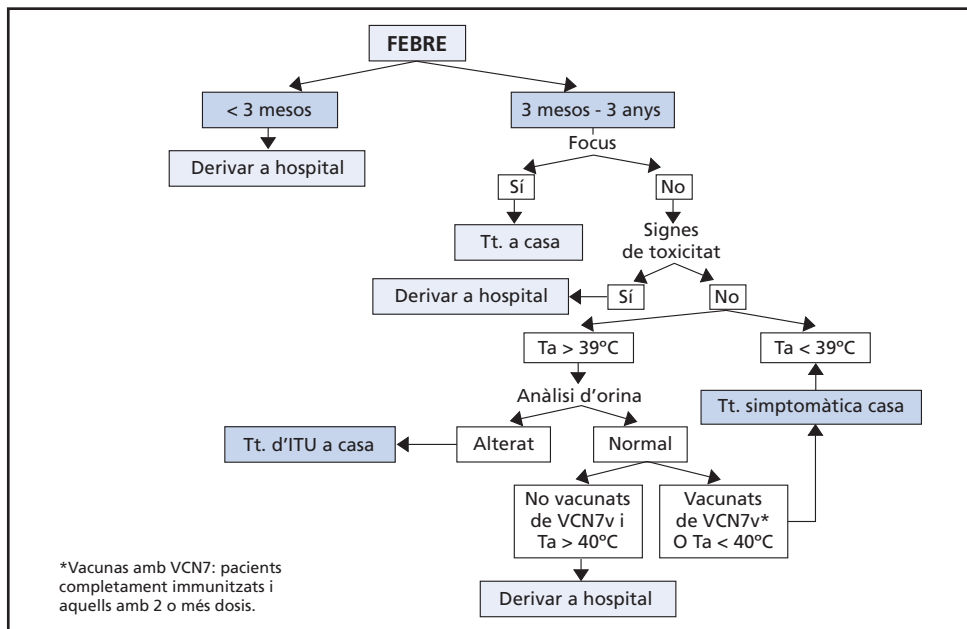 FEBRE
< 3 mesos
3 mesos - 3 anys
Derivar a hospital
Focus
Sí
No
Tt. a casa
Signes
de toxicitat
Derivar a hospital
Sí
No
Ta > 39ºC
Ta < 39ºC
Anàlisi d’orina
Tt. simptomàtica casa
Tt. d’ITU a casa
Alterat
Normal
No vacunats
de VCN7v i
Ta > 40ºC
Vacunats
de VCN7v*
O Ta < 40ºC
*Vacunas amb VCN7: pacients
completament immunitzats i
aquells amb 2 o més dosis.
Derivar a hospital